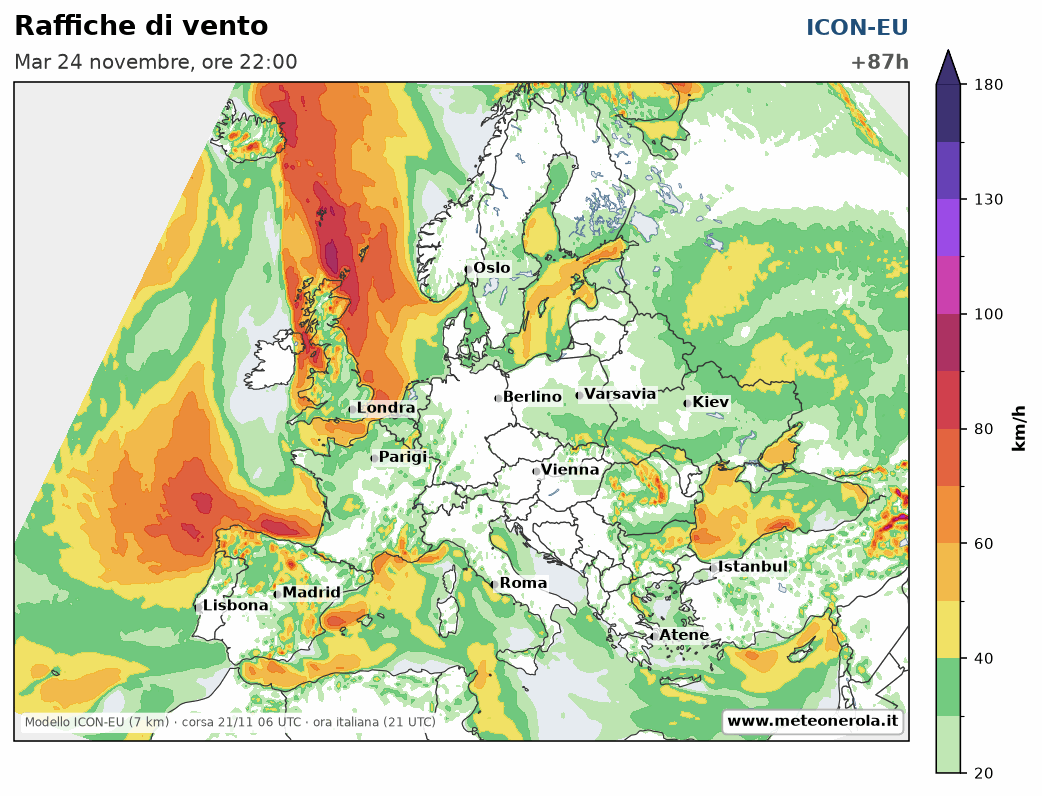 Raffiche di vento
ICON-EU
Mar 24 novembre, ore 22:00
+87h
180
130
100
80
60
40
20
km/h
Oslo
Londra
Berlino
Varsavia
Kiev
Parigi
Vienna
Istanbul
Roma
Madrid
Lisbona
Atene
Modello ICON-EU (7 km) · corsa 21/11 06 UTC · ora italiana (21 UTC)
www.meteonerola.it